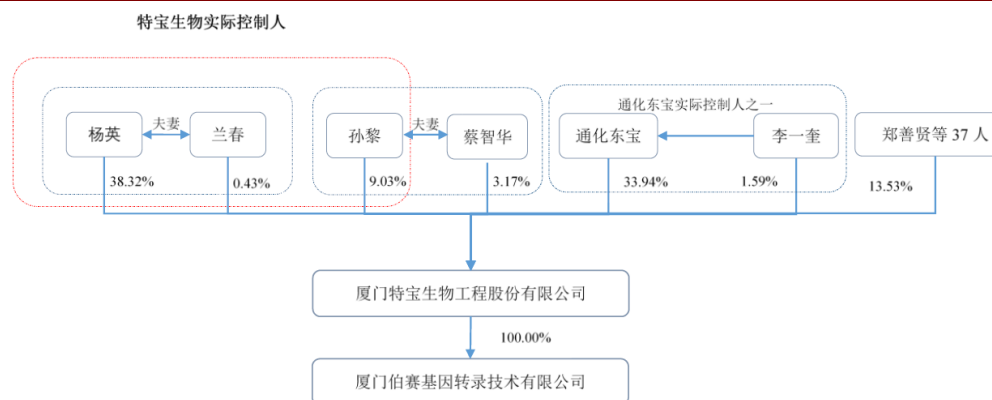 特宝生物实际控制人
通化东宝实际控制人之一
杨英
夫妻
兰春
孙黎
夫妻
蔡智华
通化东宝
李一奎
郑善贤等 37 人
38.32%
0.43%
9.03%
3.17%
33.94%
1.59%
13.53%
厦门特宝生物工程股份有限公司
100.00%
厦门伯赛基因转录技术有限公司